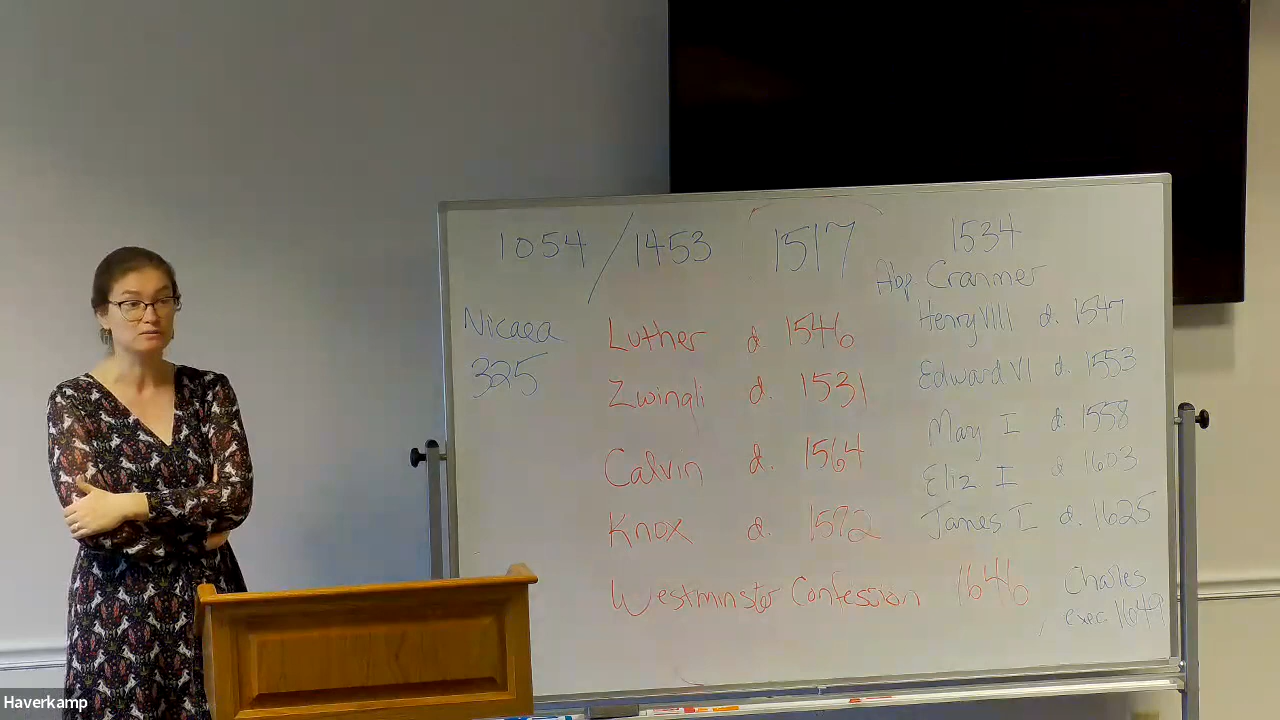 1054 / 1453 1517 1534
Abp Cranmer
Nicaea
325
Luther d. 1546
Zwingli d. 1531
Calvin d. 1564
Knox d. 1572
Westminster Confession 1646
Henry VIII d. 1547
Edward VI d. 1553
Mary I d. 1558
Eliz I d. 1603
James I d. 1625
Charles
exec 1649
Haverkamp